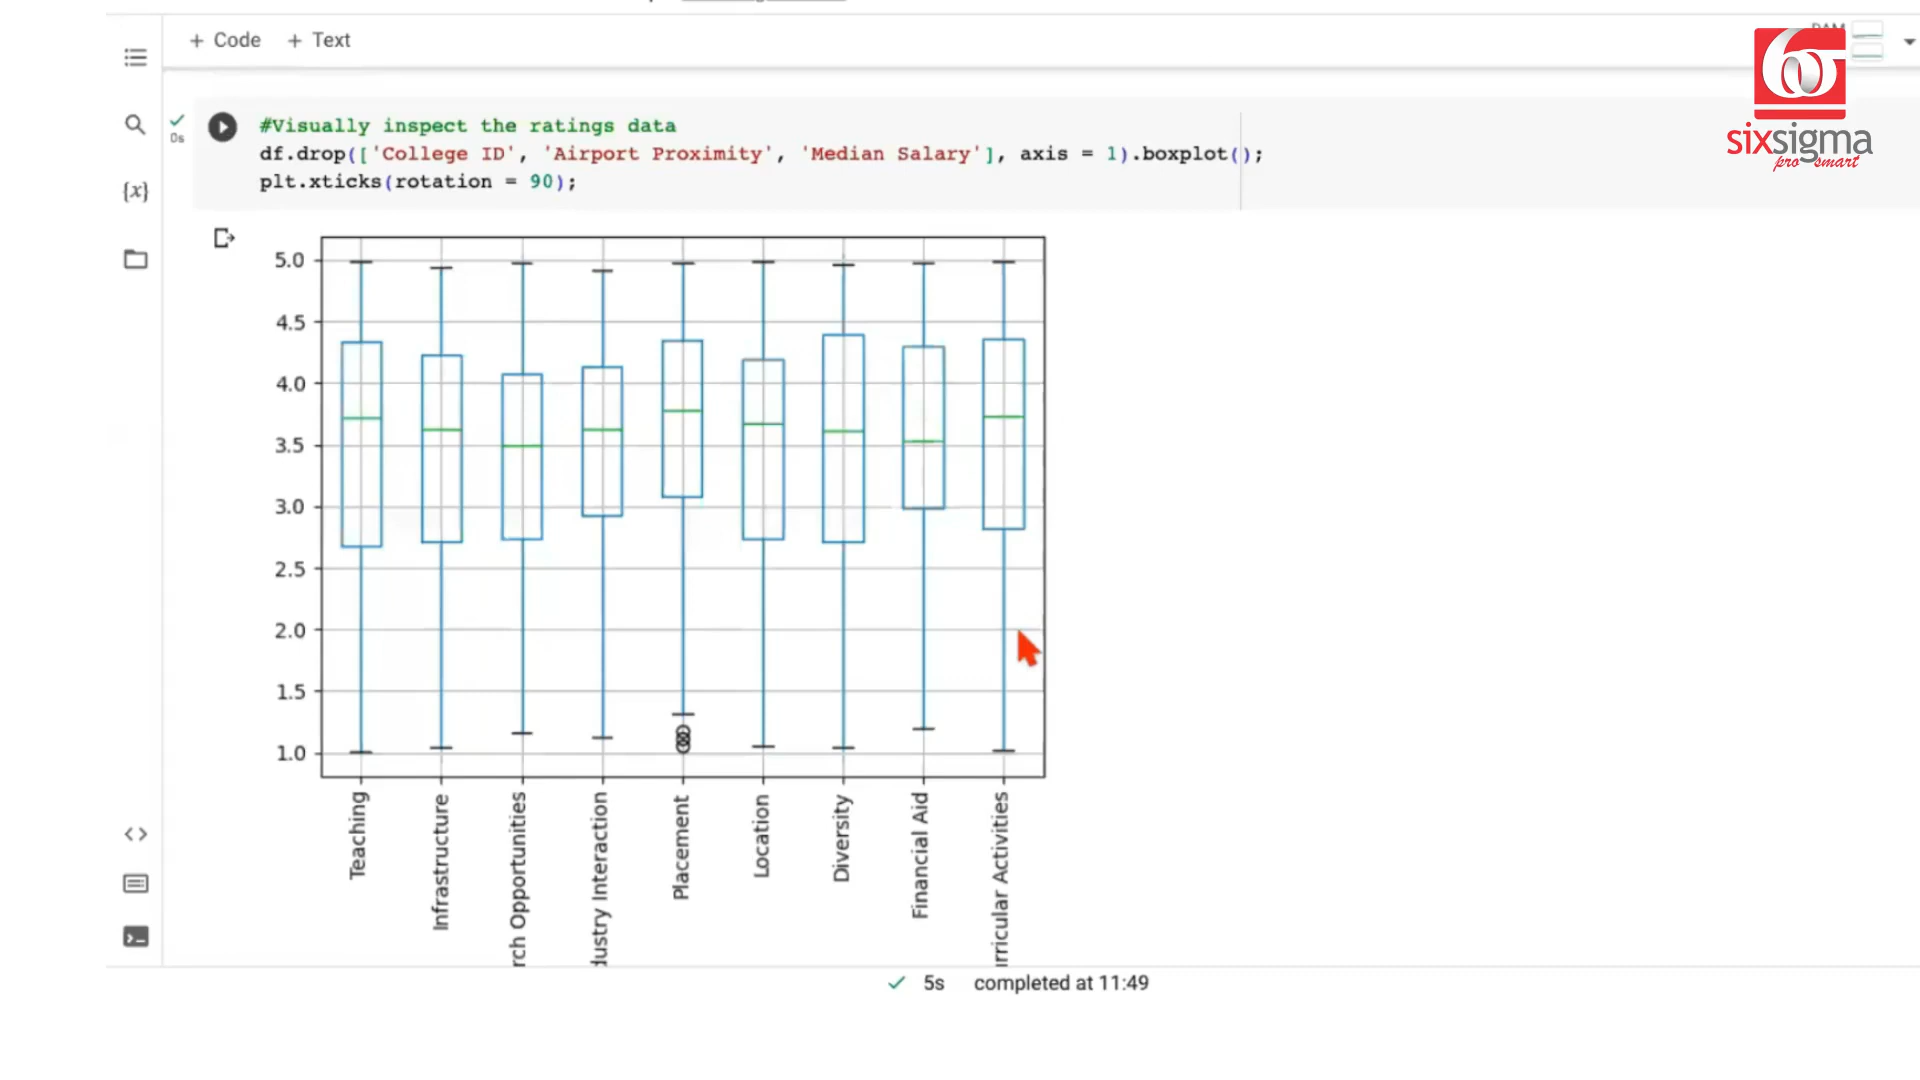 + Code + Text
0s
#Visually inspect the ratings data
df.drop(['College ID', 'Airport Proximity', 'Median Salary'], axis = 1).boxplot();
plt.xticks(rotation = 90);
{x}
sixsigma
pro smart
5.0
4.5
4.0
3.5
3.0
2.5
2.0
1.5
1.0
Teaching
Infrastructure
rch Opportunities
dustry Interaction
Placement
Location
Diversity
Financial Aid
urricular Activities
5s completed at 11:49